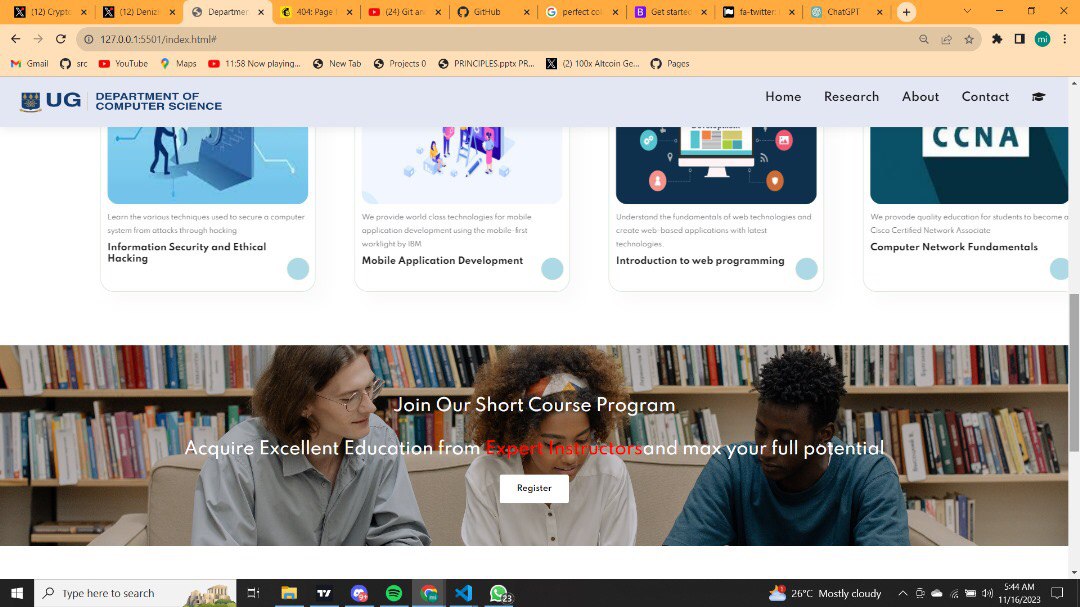 (12) Crypto
(12) Deniz
Departmen
404: Page
(24) Git an
GitHub
perfect col
Get started
fa-twitter:
ChatGPT
127.0.0.1:5501/index.html#
mi
Gmail
src
YouTube
Maps
11:58 Now playing...
New Tab
Projects 0
PRINCIPLES.pptx PR...
(2) 100x Altcoin Ge...
Pages
UG
DEPARTMENT OF
COMPUTER SCIENCE
Home Research About Contact
CCNA
Learn the various techniques used to secure a computer
system from attacks through hacking
Information Security and Ethical
Hacking
We provide world class technologies for mobile
application development using the mobile-first
worklight by IBM
Mobile Application Development
Understand the fundamentals of web technologies and
create web-based applications with latest
technologies.
Introduction to web programming
We provade quality education for students to become a
Cisca Certified Network Associate
Computer Network Fundamentals
Join Our Short Course Program
Acquire Excellent Education from Expert Instructorsand max your full potential
Register
Type here to search
23
26°C Mostly cloudy
5:44 AM
11/16/2023